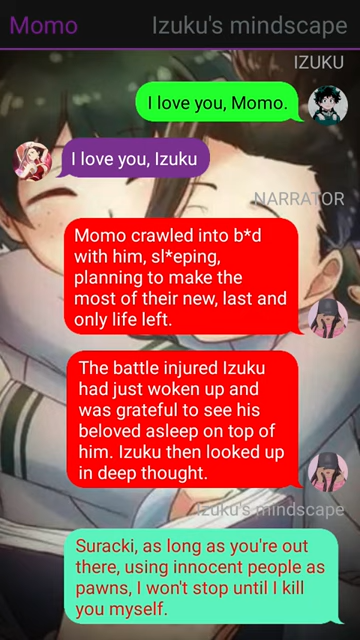 Momo Izuku's mindscape
IZUKU
I love you, Momo.
I love you, Izuku
NARRATOR
Momo crawled into b*d
with him, sl*eping,
planning to make the
most of their new, last and
only life left.
The battle injured Izuku
had just woken up and
was grateful to see his
beloved asleep on top of
him. Izuku then looked up
in deep thought.
Izuku's mindscape
Suracki, as long as you're out
there, using innocent people as
pawns, I won't stop until I kill
you myself.